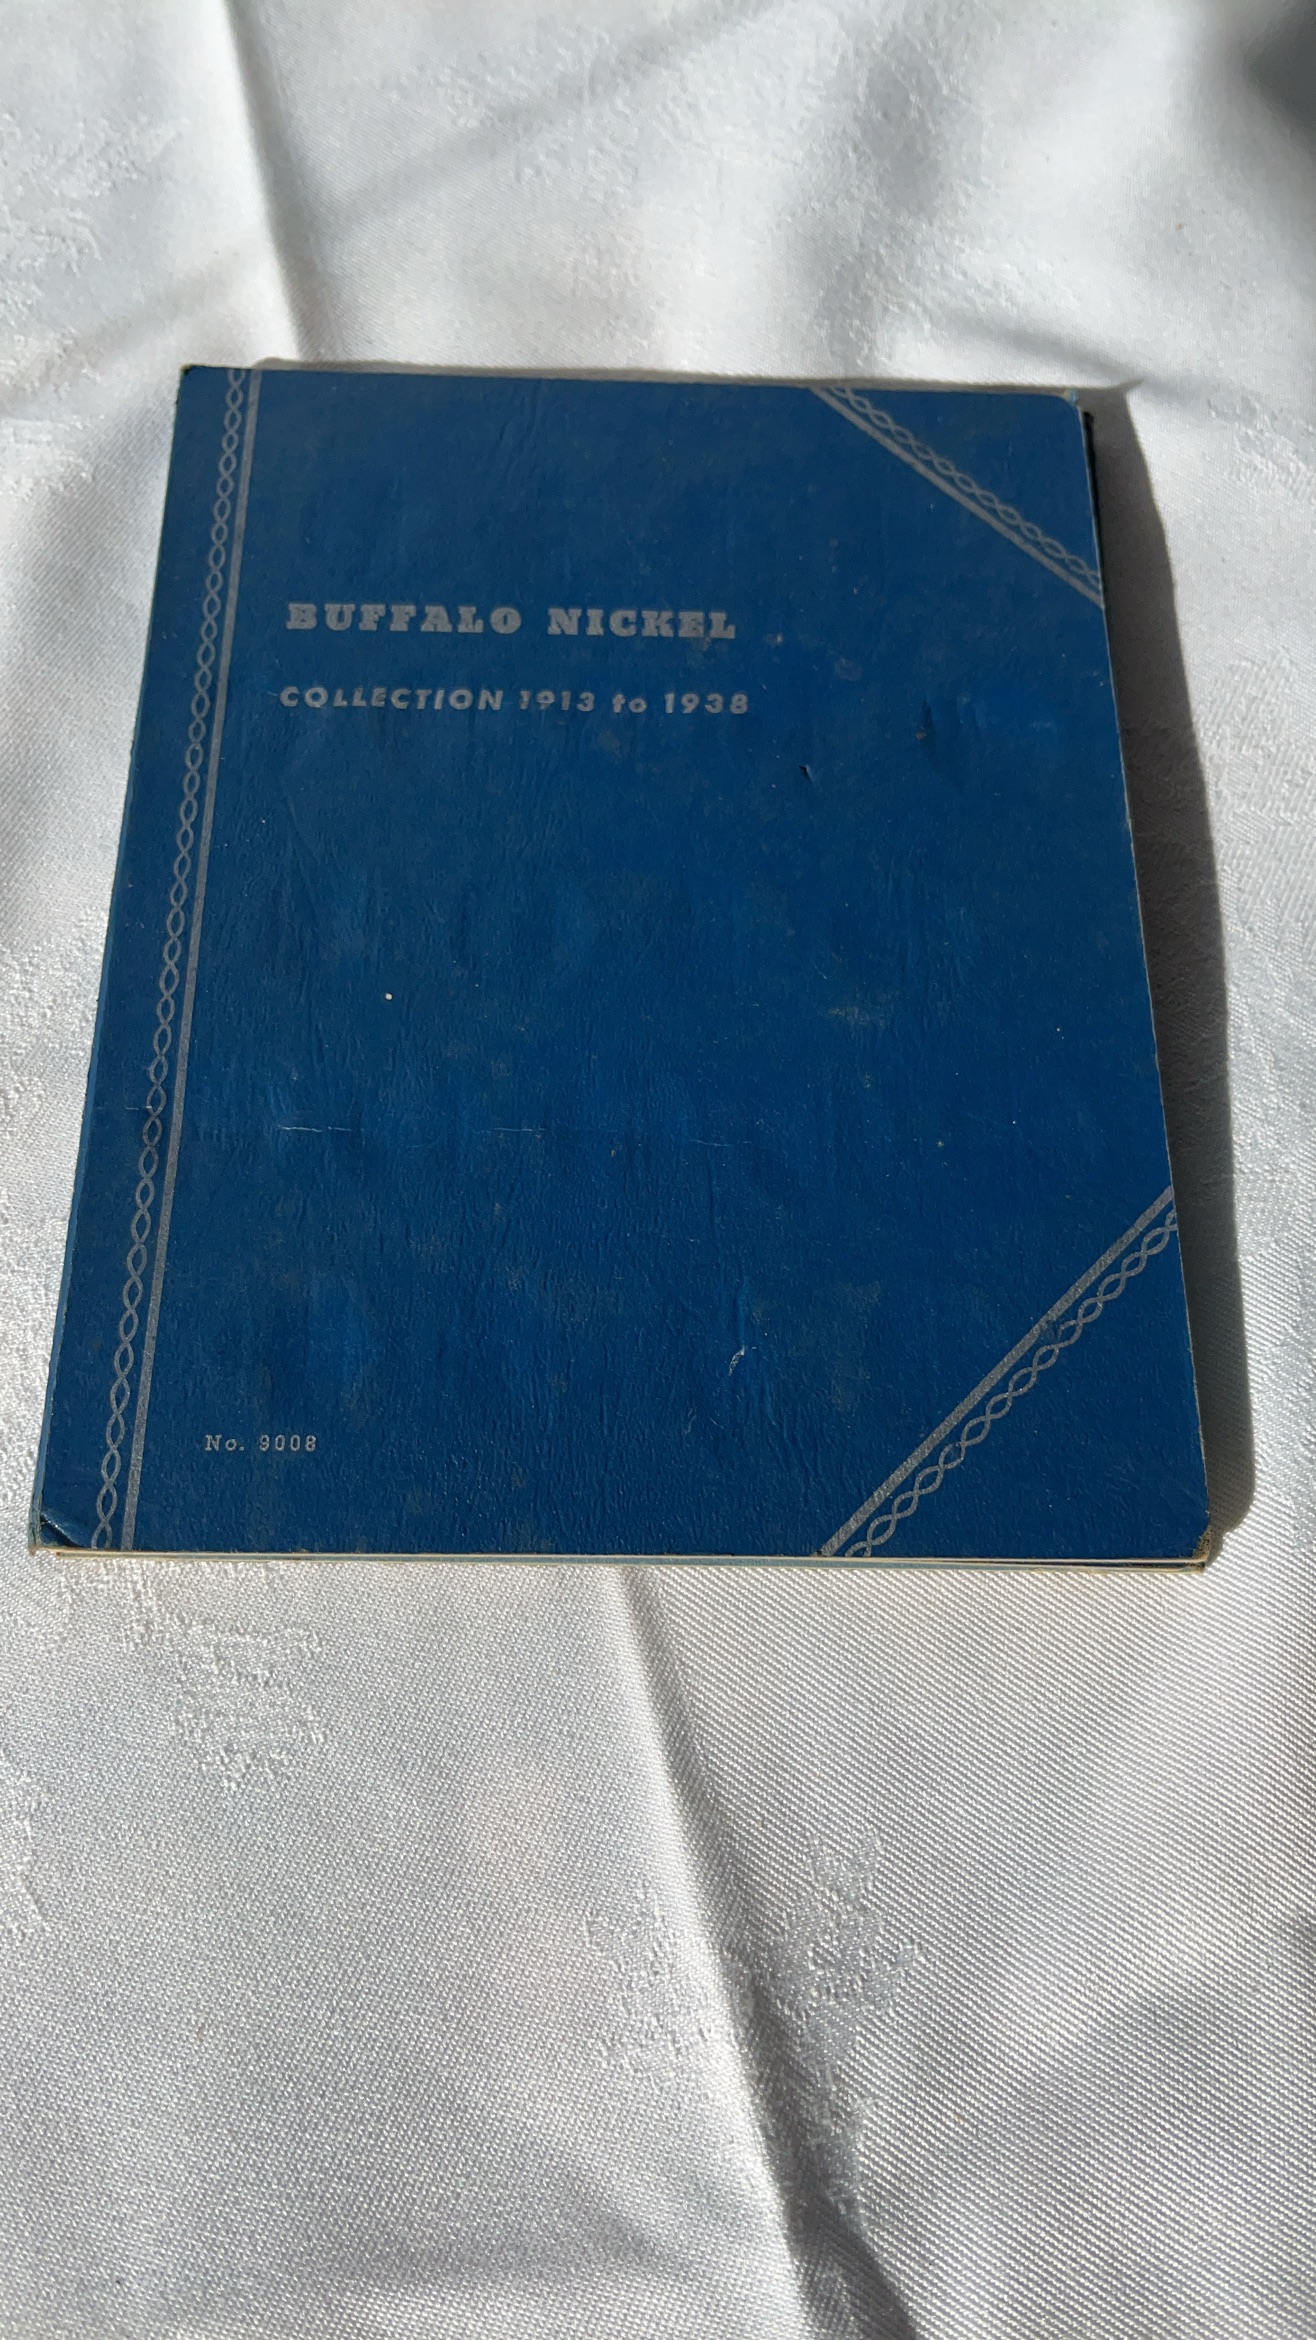 BUFFALO NICKEL
COLLECTION 1913 to 1938
No. 9008